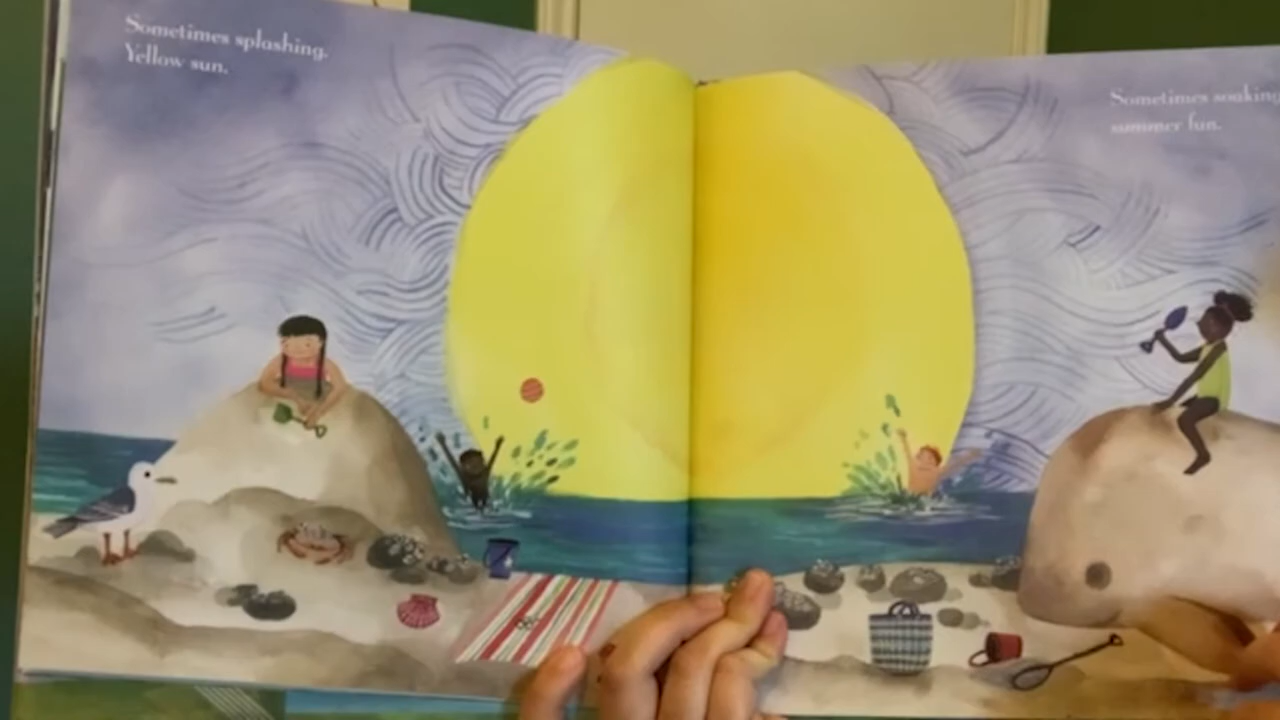 Sometimes splashing.
Yellow sun.
Sometimes soaking
summer fun.